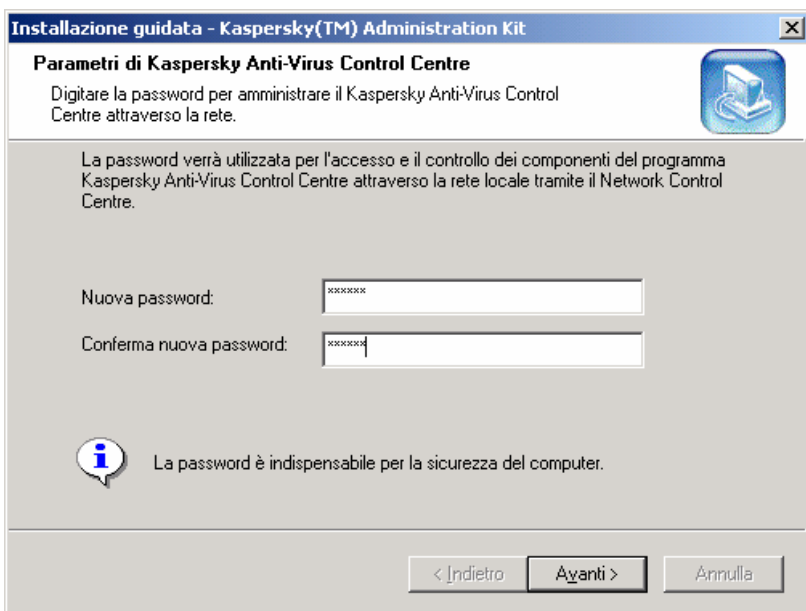 Installazione guidata - Kaspersky(TM) Administration Kit
Parametri di Kaspersky Anti-Virus Control Centre
Digitare la password per amministrare il Kaspersky Anti-Virus Control
Centre attraverso la rete.
La password verrà utilizzata per l'accesso e il controllo dei componenti del programma
Kaspersky Anti-Virus Control Centre attraverso la rete locale tramite il Network Control
Centre.
Nuova password: ******
Conferma nuova password: ******
La password è indispensabile per la sicurezza del computer.
< Indietro Avanti > Annulla